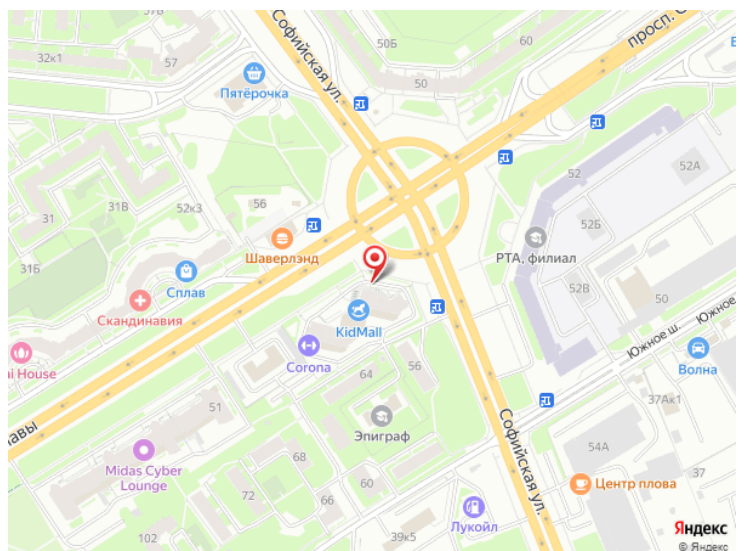 Софийская ул.
50Б
60
просп. С
32к1
57
50
Пятёрочка
52
52А
31В
31
52к3
56
52Б
Шаверлэнд
РТА, филиал
31Б
Сплав
52В
50
Скандинавия
KidMall
Южное ш.
Южное
ai House
Corona
56
64
Волна
51
37Ак1
авы
Эпиграф
Софийская ул.
54А
Midas Cyber
Lounge
68
66
37
Центр плова
72
Лукойл
102
39к5
Яндекс
© Яндекс